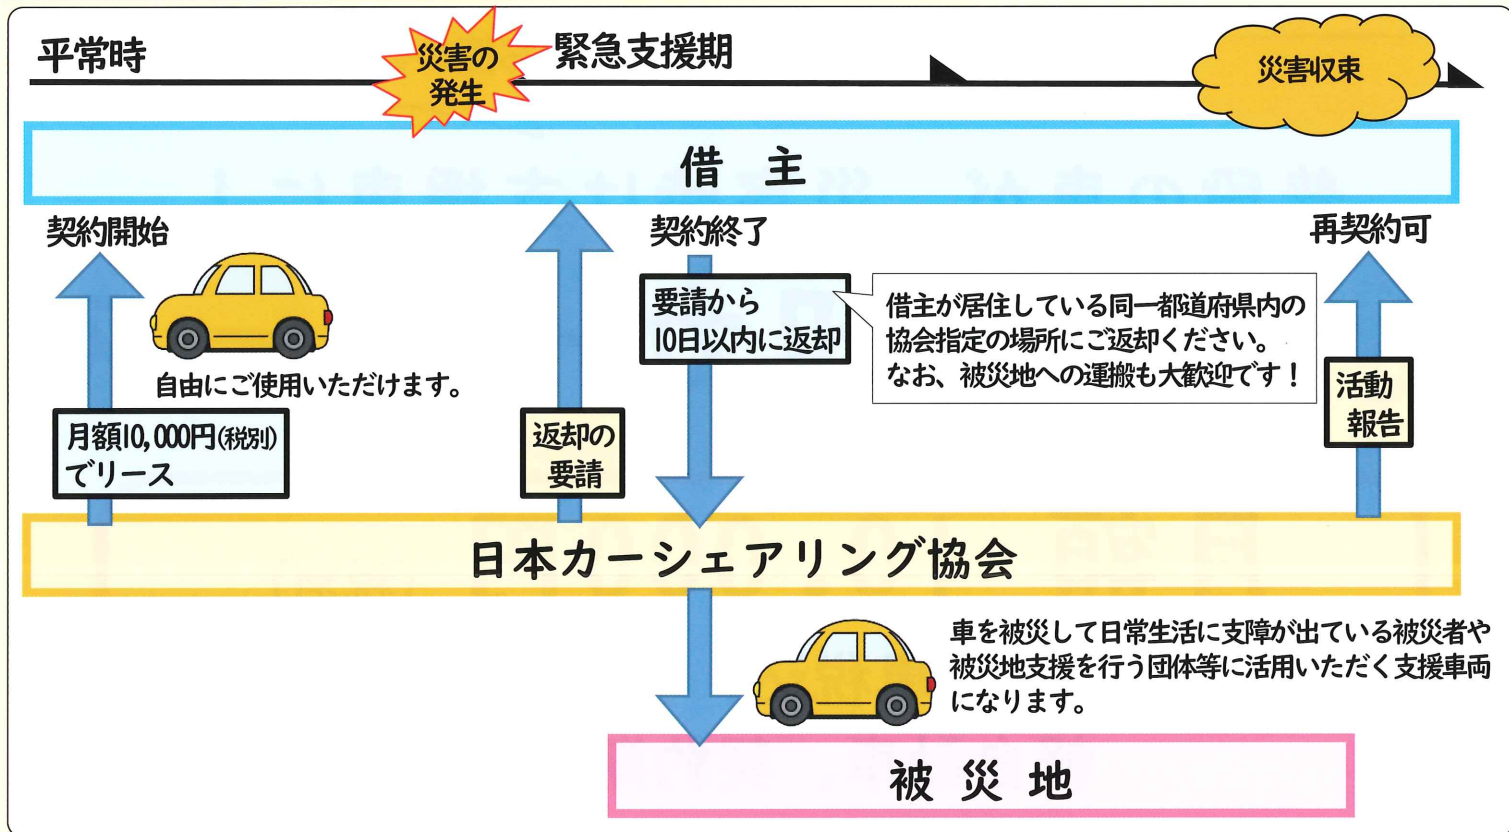 平常時
災害の
発生
緊急支援期
災害収束
借主
契約開始
契約終了
再契約可
自由にご使用いただけます。
月額10,000円(税別)
でリース
返却の
要請
要請から
10日以内に返却
借主が居住している同一都道府県内の
協会指定の場所にご返却ください。
なお、被災地への運搬も大歓迎です！
活動
報告
日本カーシェアリング協会
車を被災して日常生活に支障が出ている被災者や
被災地支援を行う団体等に活用いただく支援車両
になります。
被災地